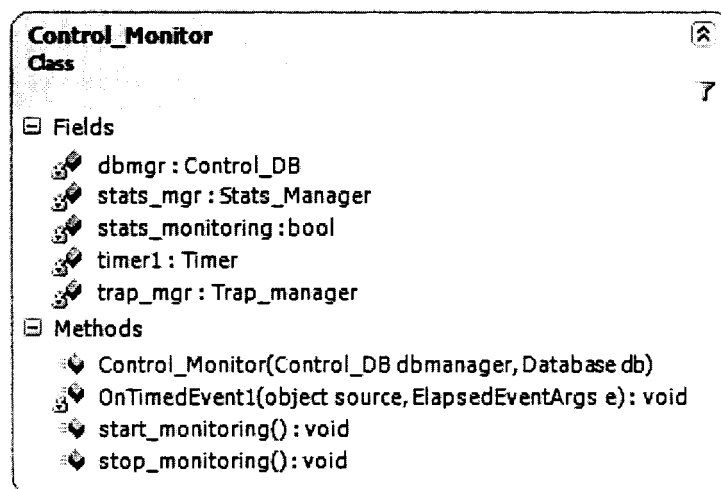 Control_Monitor
Class
Fields
dbmgr : Control_DB
stats_mgr : Stats_Manager
stats_monitoring : bool
timer1 : Timer
trap_mgr : Trap_manager
Methods
Control_Monitor(Control_DB dbmanager, Database db)
OnTimedEvent1(object source, ElapsedEventArgs e) : void
start_monitoring() : void
stop_monitoring() : void